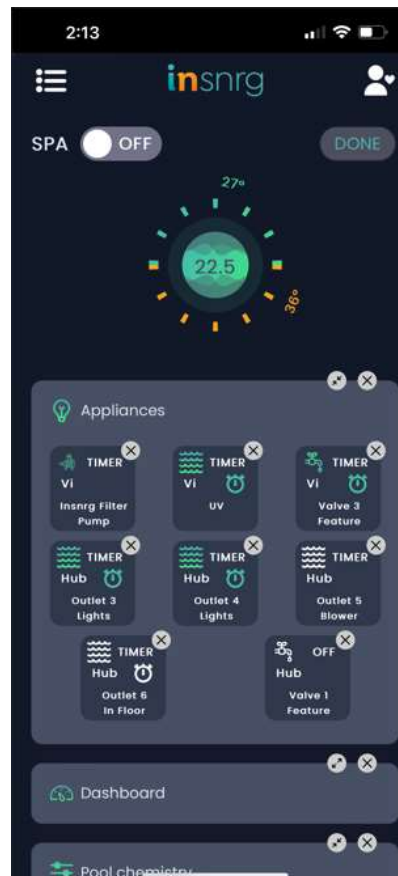 2:13
insnrg
SPA OFF DONE
27°
22.5
36°
Appliances
TIMER
Vi
Insnrg Filter
Pump
TIMER
Vi
UV
TIMER
Vi
Valve 3
Feature
TIMER
Hub
Outlet 3
Lights
TIMER
Hub
Outlet 4
Lights
TIMER
Hub
Outlet 5
Blower
TIMER
Hub
Outlet 6
In Floor
OFF
Hub
Valve 1
Feature
Dashboard
Pool chemistry